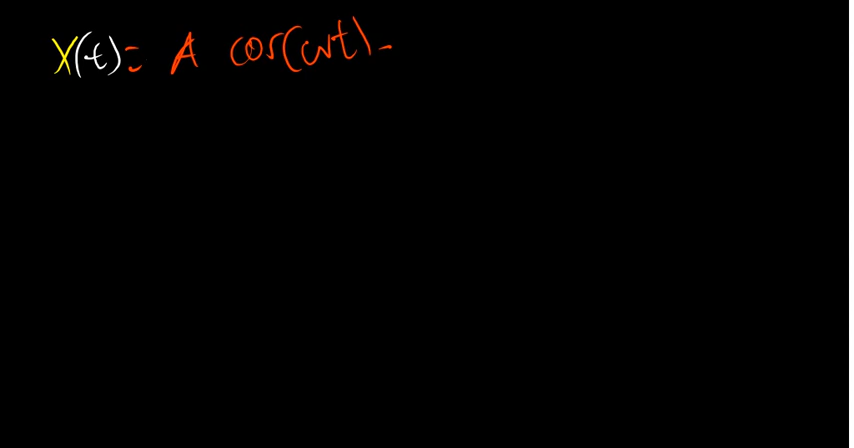 X(t) = A cos(wt) -